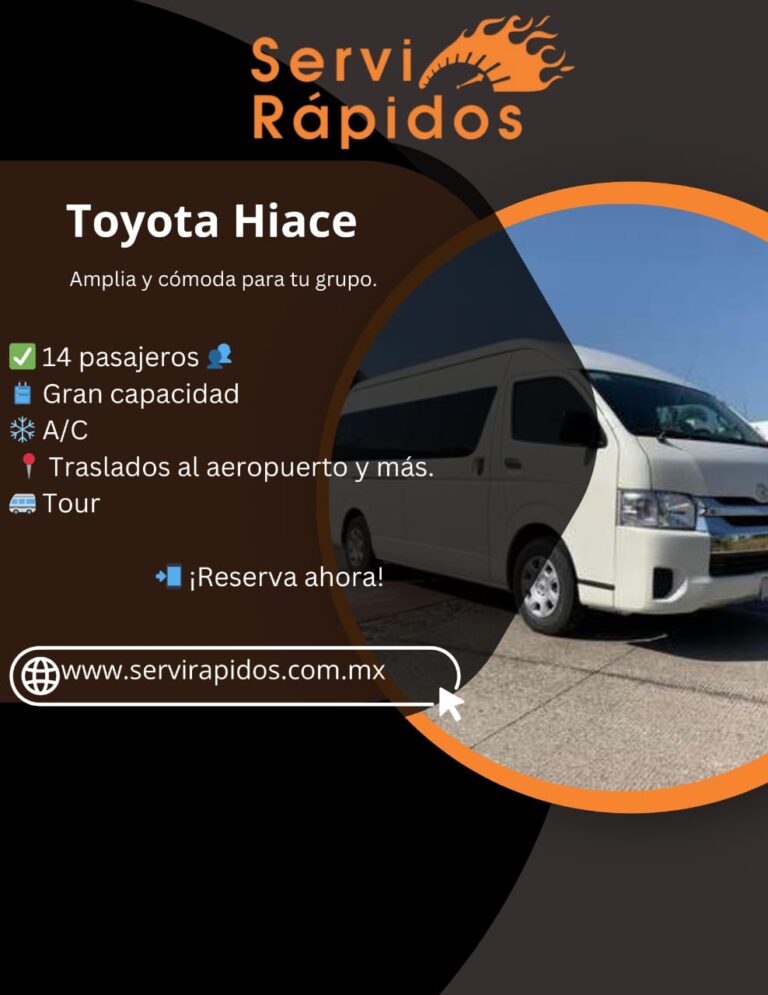 Servi
Rápidos
Toyota Hiace
Amplia y cómoda para tu grupo.
✅ 14 pasajeros 👥
Gran capacidad
❄ A/C
📍 Traslados al aeropuerto y más.
🚐 Tour
📲 ¡Reserva ahora!
www.servirapidos.com.mx